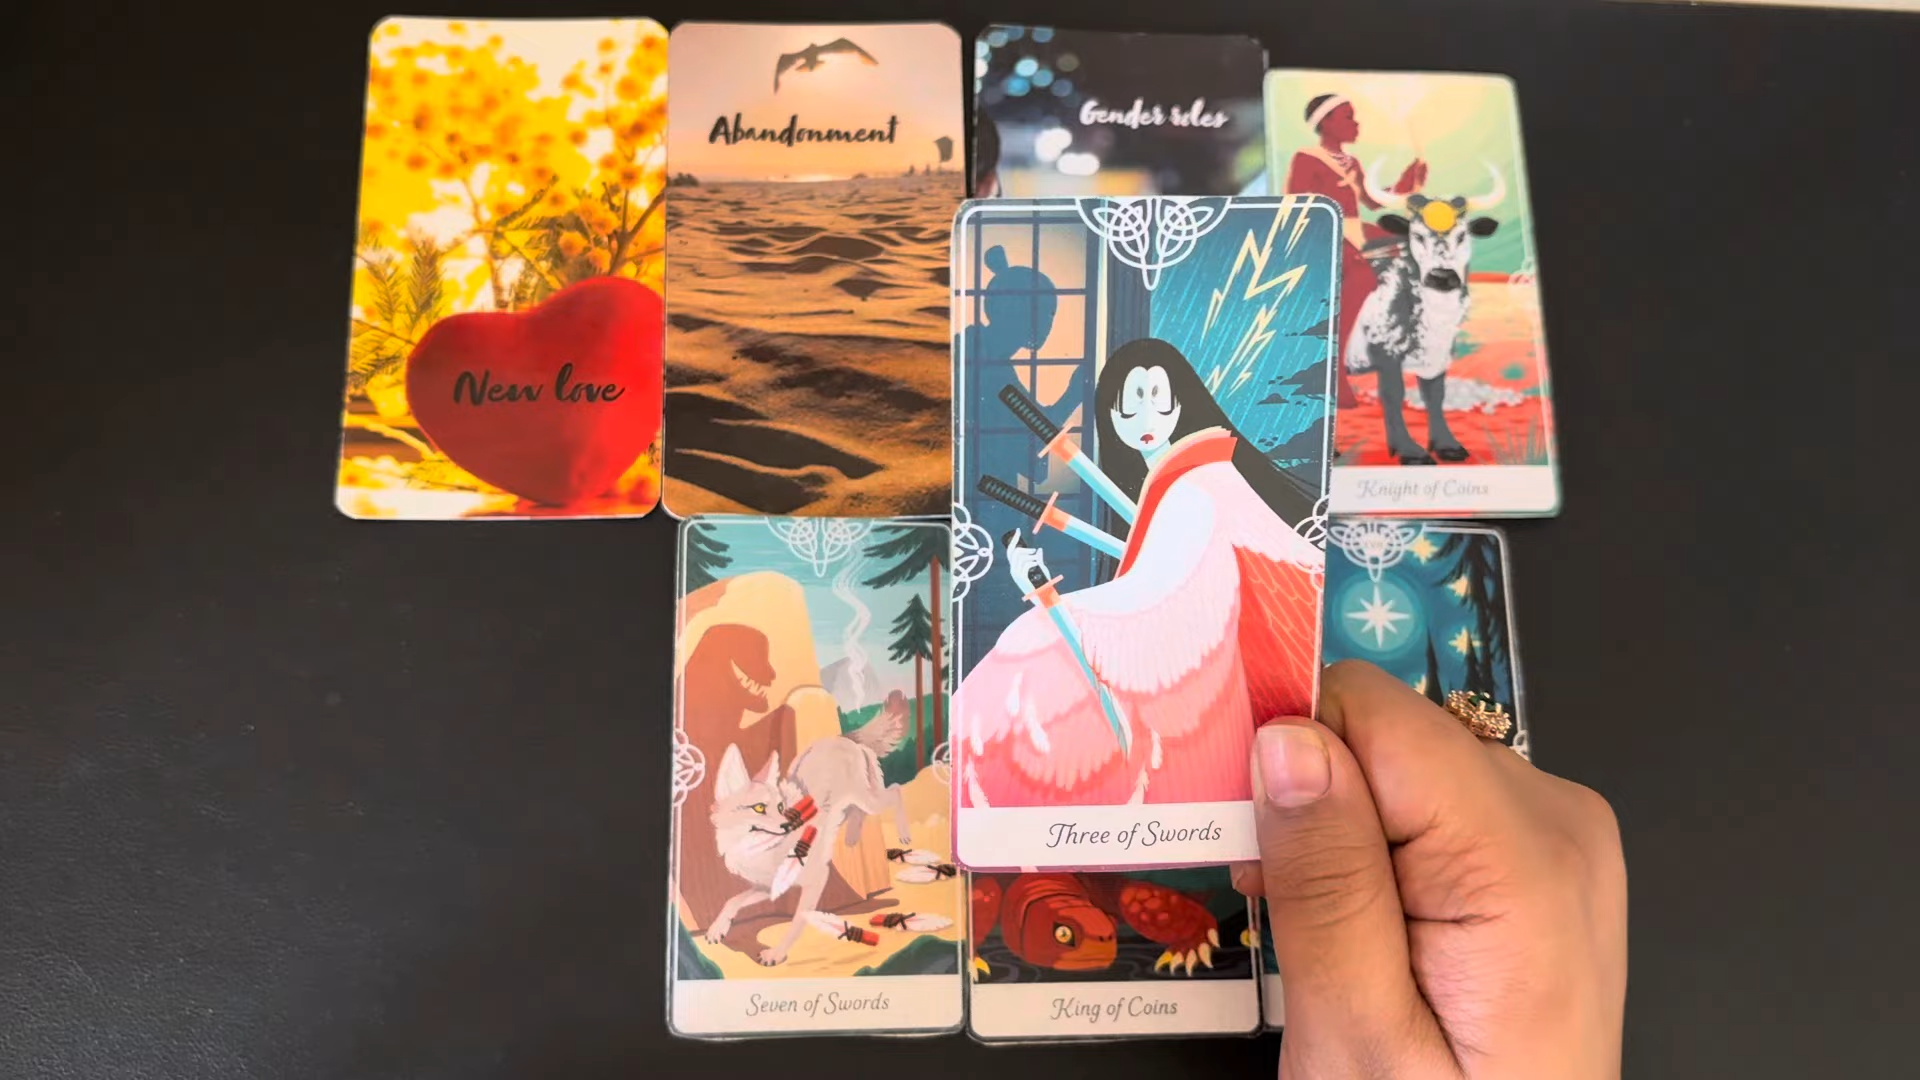 New love
Abandonment
Gender roles
Knight of Coins
Three of Swords
Seven of Swords
King of Coins